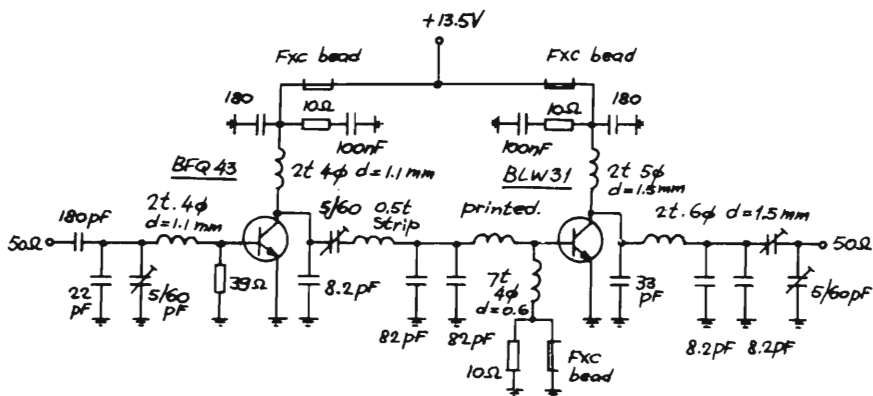 +13.5V
Fxc bead
Fxc bead
180
10Ω
100nF
10Ω
180
100nF
BFQ43
2t 4φ d=1.1mm
BLW31
2t 5φ
d=1.5mm
2t. 4φ
d=1.1mm
180pF
50Ω
5/60
0.5t
Strip
printed.
2t.6φ d=1.5mm
50Ω
22
pF
5/60
pF
39Ω
8.2pF
82pF
82pF
7t
4φ
d=0.6
33
pF
8.2pF
8.2pF
5/60pF
10Ω
FXC
bead